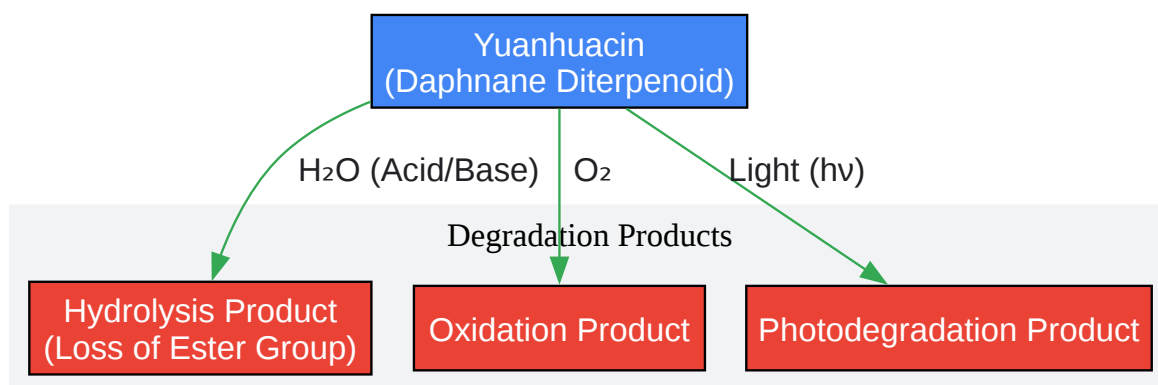 Yuanhuacin
(Daphnane Diterpenoid)
H₂O (Acid/Base)
O₂
Light (hν)
Degradation Products
Hydrolysis Product
(Loss of Ester Group)
Oxidation Product
Photodegradation Product